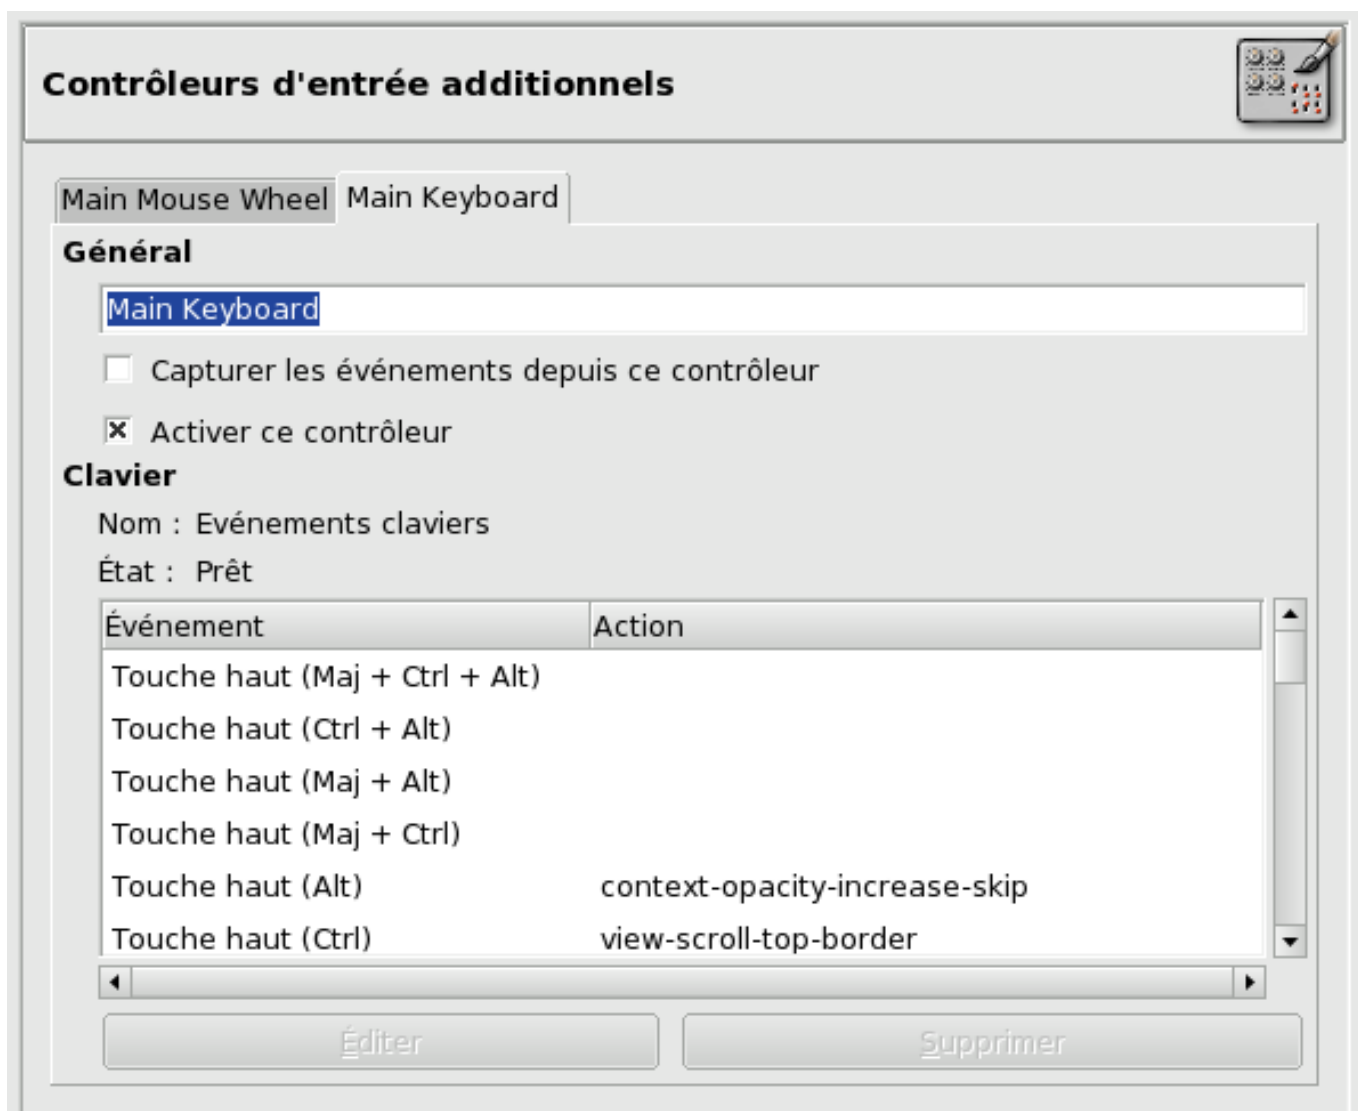 Contrôleurs d'entrée additionnels
Main Mouse Wheel Main Keyboard
Général
Main Keyboard
Capturer les événements depuis ce contrôleur
Activer ce contrôleur
Clavier
Nom : Evénements claviers
État : Prêt
Événement Action
Touche haut (Maj + Ctrl + Alt)
Touche haut (Ctrl + Alt)
Touche haut (Maj + Alt)
Touche haut (Maj + Ctrl)
Touche haut (Alt) context-opacity-increase-skip
Touche haut (Ctrl) view-scroll-top-border
Éditer Supprimer